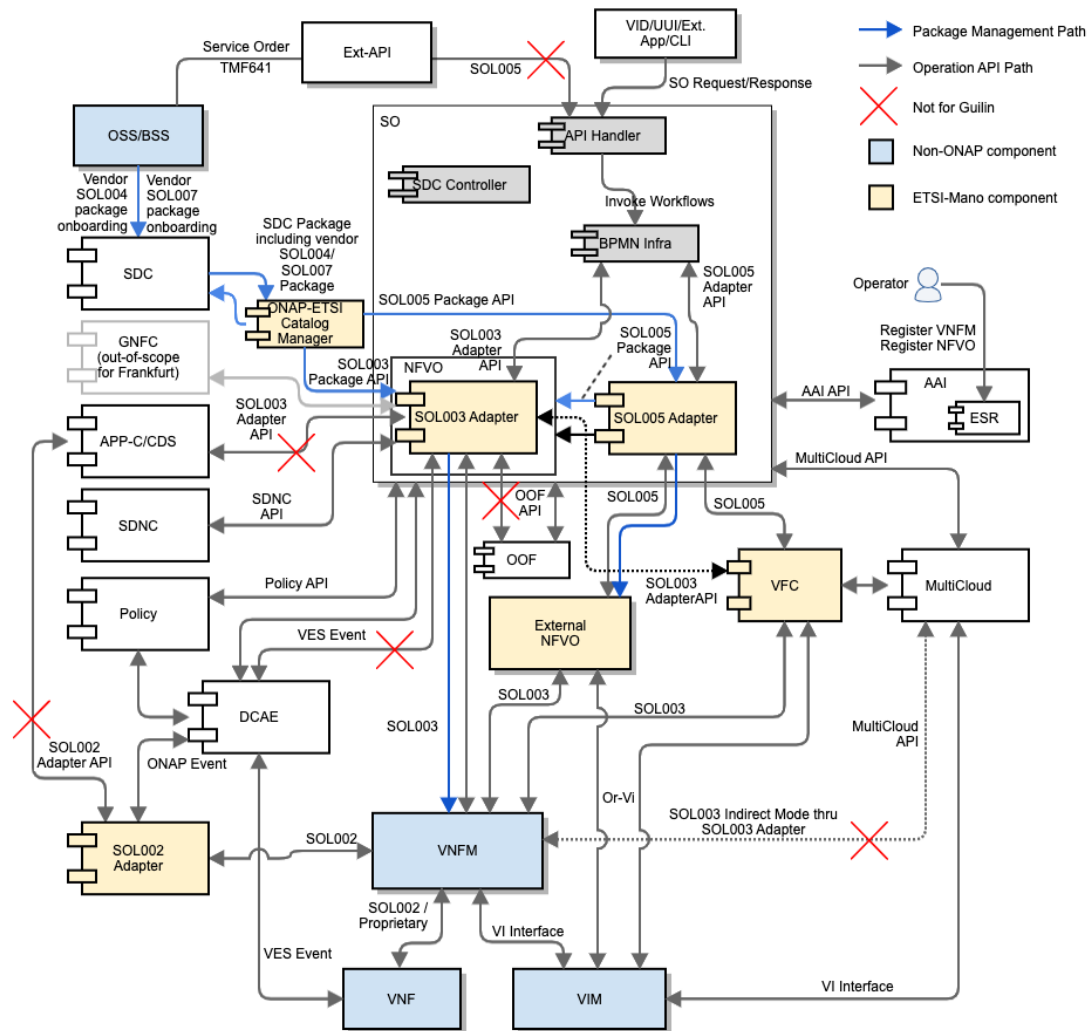 Service Order
TMF641
Ext-API
SOL005
VID/UUI/Ext.
App/CLI
SO Request/Response
Package Management Path
Operation API Path
Not for Guilin
Non-ONAP component
ETSI-Mano component
OSS/BSS
SO
API Handler
SDC Controller
Invoke Workflows
BPMN Infra
Vendor
SOL004
package
onboarding)
Vendor
SOL007
package
onboarding)
SDC
SDC Package
including vendor
SOL004/
SOL007
Package
ONAP-ETSI
Catalog
Manager
SOL005 Package API
SOL005
Adapter
API
Operator
Register VNFM
Register NFVO
GNFC
(out-of-scope
for Frankfurt)
SOL003
Package API
NFVO
SOL003
Adapter
API
SOL005
Package
API
SOL003 Adapter
SOL005 Adapter
AAI API
AAI
ESR
APP-C/CDS
SOL003
Adapter
API
MultiCloud API
SDNC
SDNC
API
OOF
API
SOL005
SOL005
OOF
SOL003
AdapterAPI
VFC
MultiCloud
Policy
Policy API
VES Event
External
NFVO
DCAE
SOL003
SOL003
SOL003
MultiCloud
API
SOL002
Adapter API
ONAP Event
Or-Vi
SOL003 Indirect Mode thru
SOL003 Adapter
SOL002
Adapter
SOL002
VNFM
SOL002 /
Proprietary
VI Interface
VES Event
VNF
VIM
VI Interface